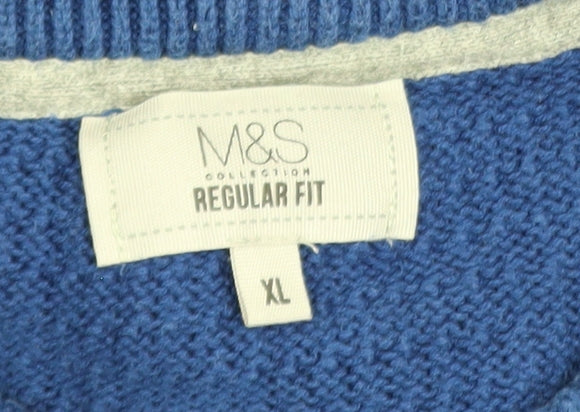 M&S
COLLECTION
REGULAR FIT
XL